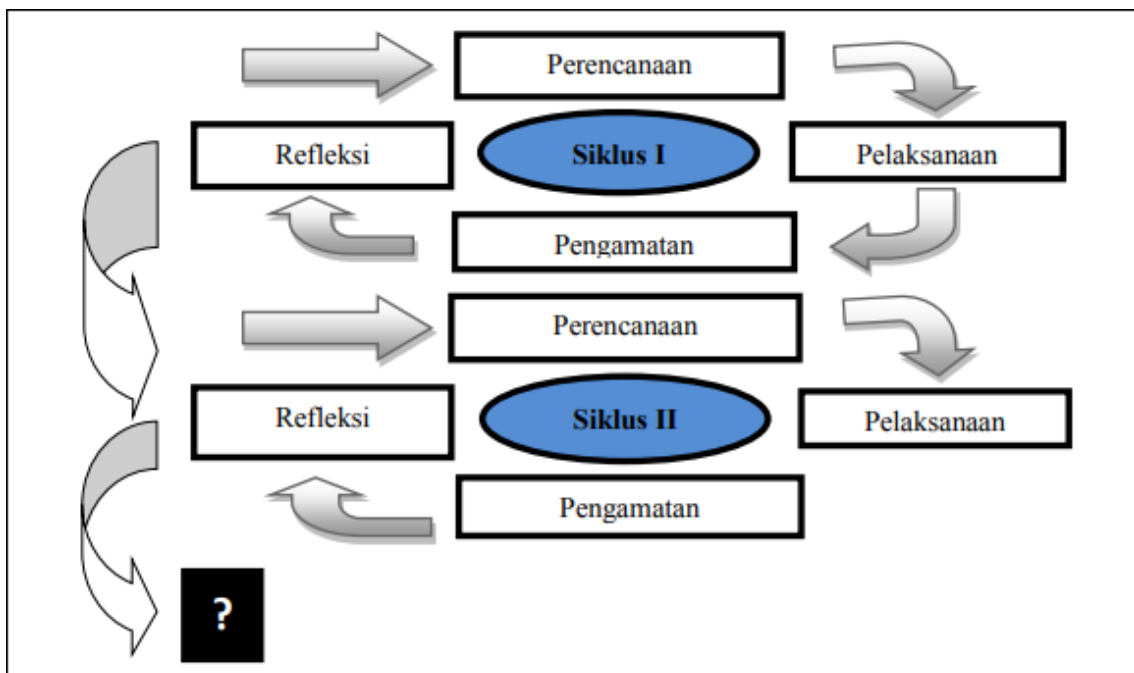 Perencanaan
Refleksi
Siklus I
Pelaksanaan
Pengamatan
Perencanaan
Refleksi
Siklus II
Pelaksanaan
Pengamatan
?